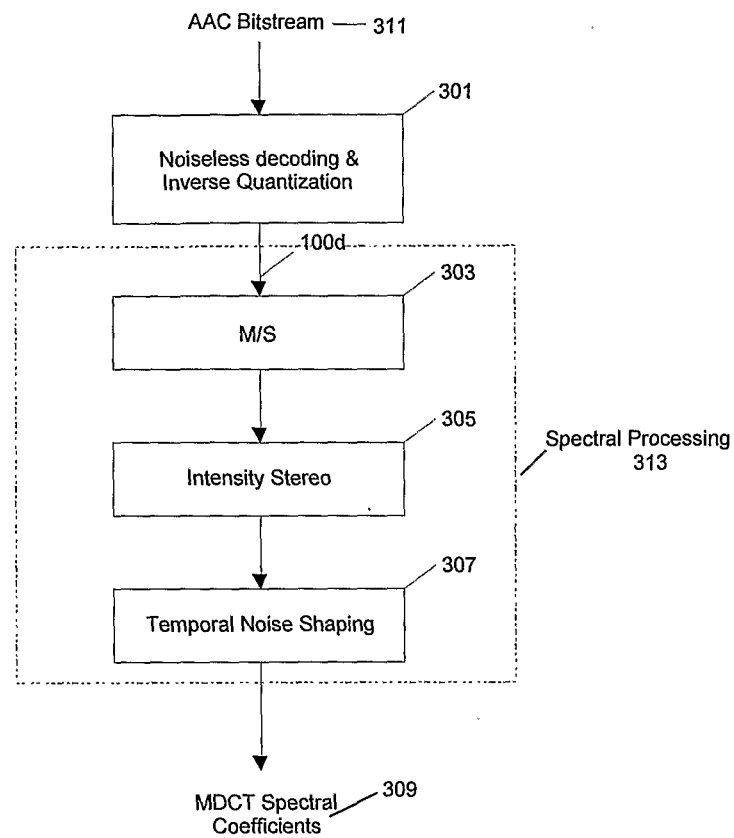 AAC Bitstream — 311
301
Noiseless decoding &
Inverse Quantization
100d
303
M/S
305
Intensity Stereo
Spectral Processing
313
307
Temporal Noise Shaping
309
MDCT Spectral
Coefficients